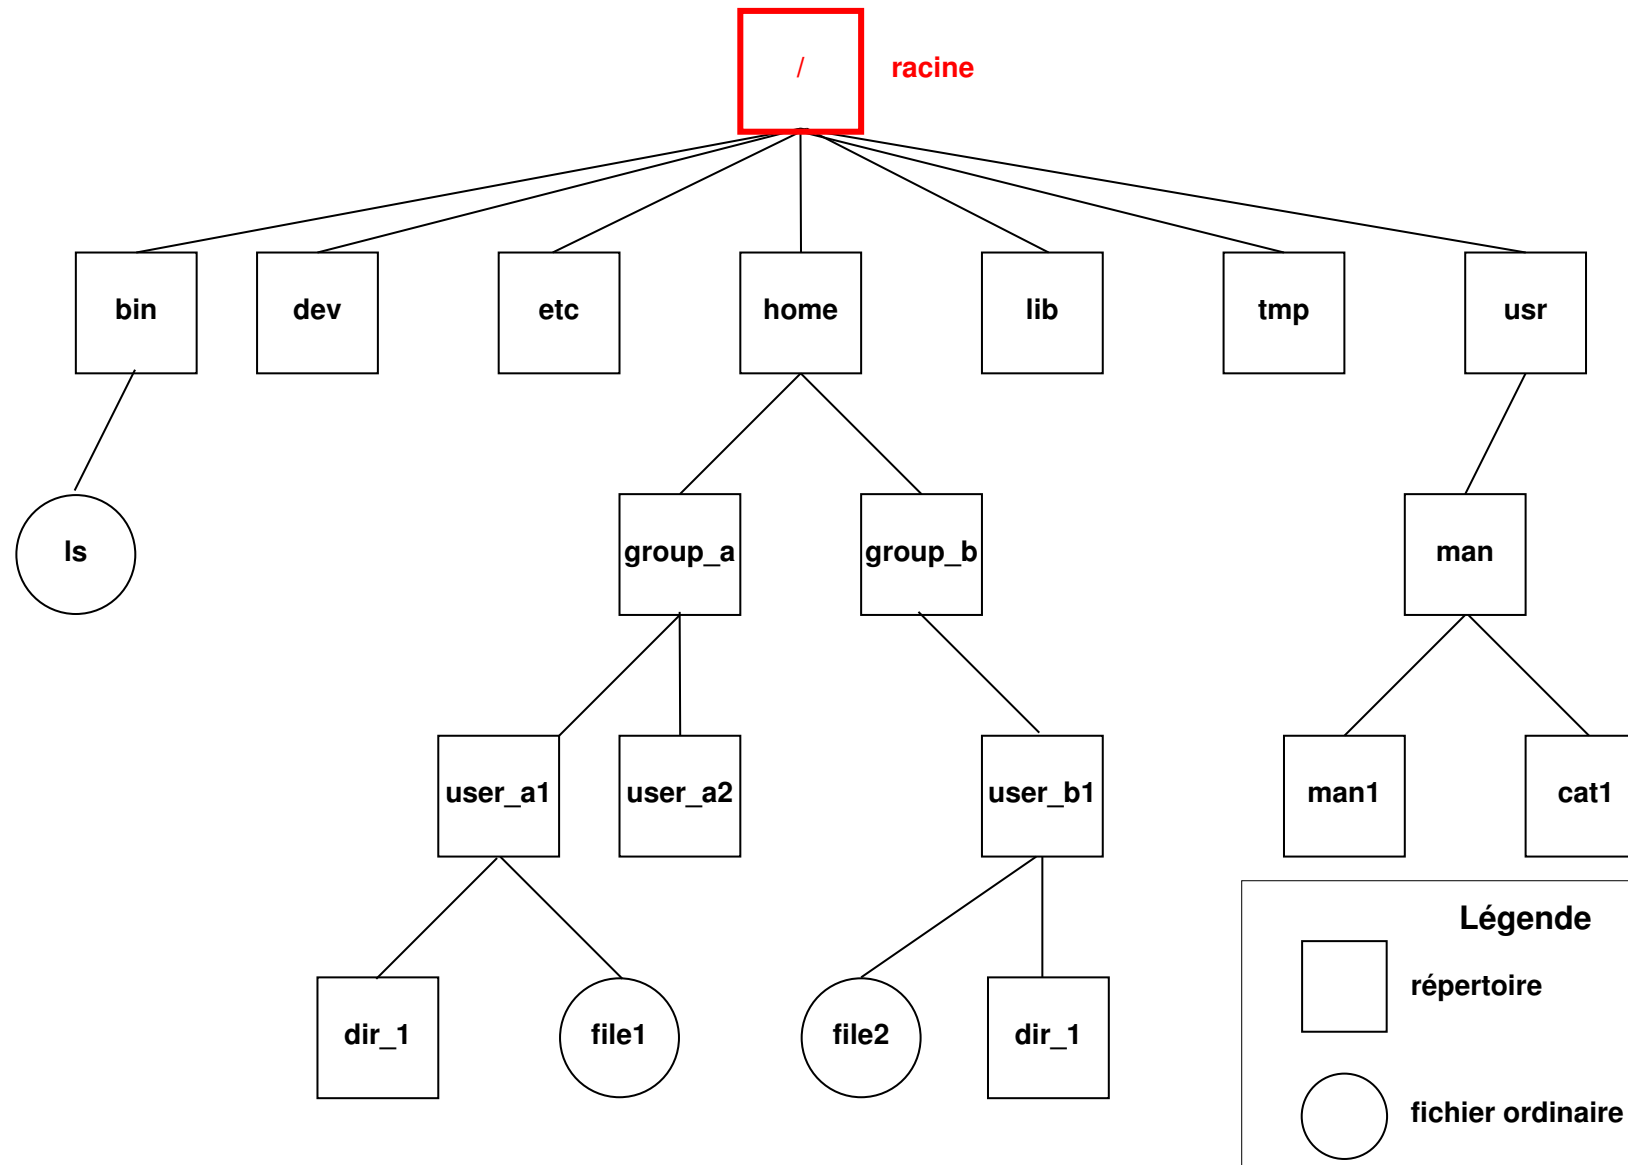 / racine
bin dev etc home lib tmp usr
ls group_a group_b man
user_a1 user_a2 user_b1 man1 cat1
Légende
répertoire
dir_1 file1 file2 dir_1
fichier ordinaire